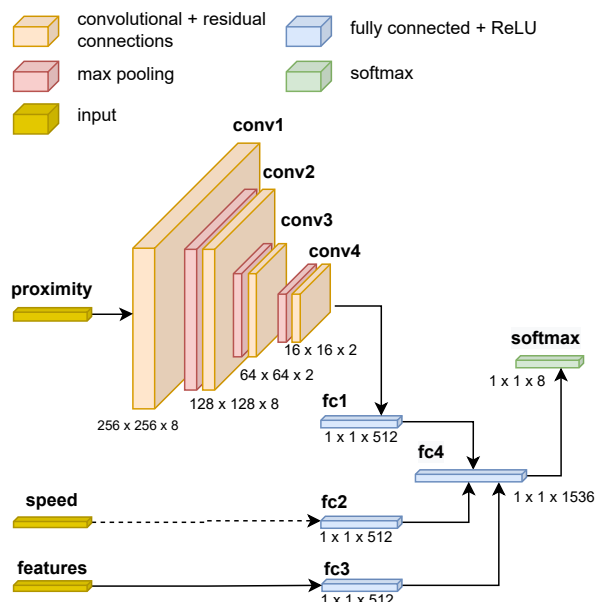 convolutional + residual
connections
fully connected + ReLU
max pooling
softmax
input
conv1
conv2
conv3
conv4
proximity
16 x 16 x 2
64 x 64 x 2
128 x 128 x 8
256 x 256 x 8
softmax
1 x 1 x 8
fc1
1 x 1 x 512
fc4
1 x 1 x 1536
speed
fc2
1 x 1 x 512
features
fc3
1 x 1 x 512